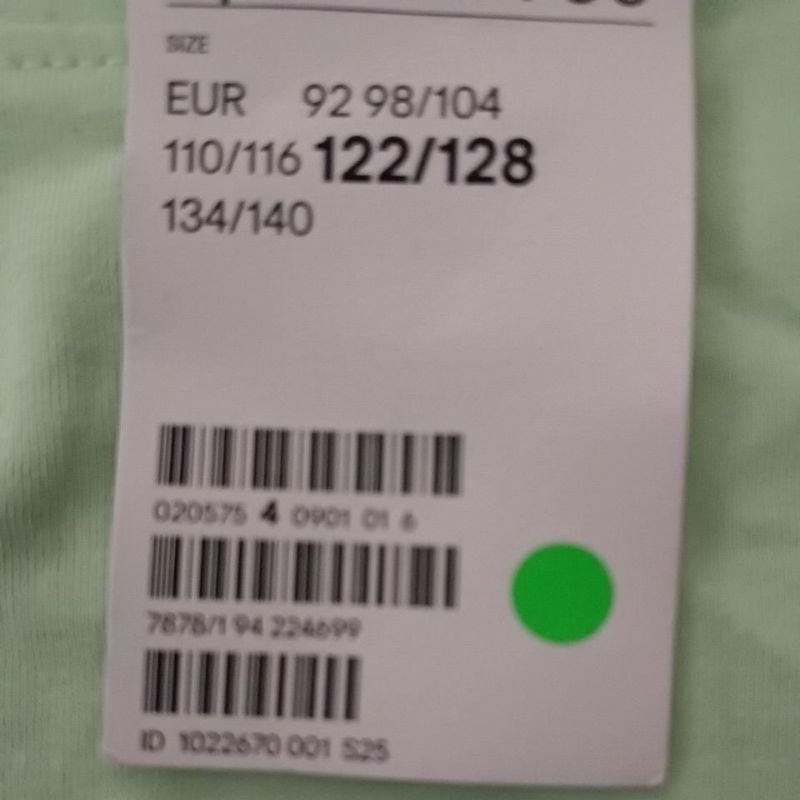 SIZE
EUR 92 98/104
110/116 122/128
134/140
020575 4 0901 01 6
7878/1 94 224699
ID 1022670 001 S25